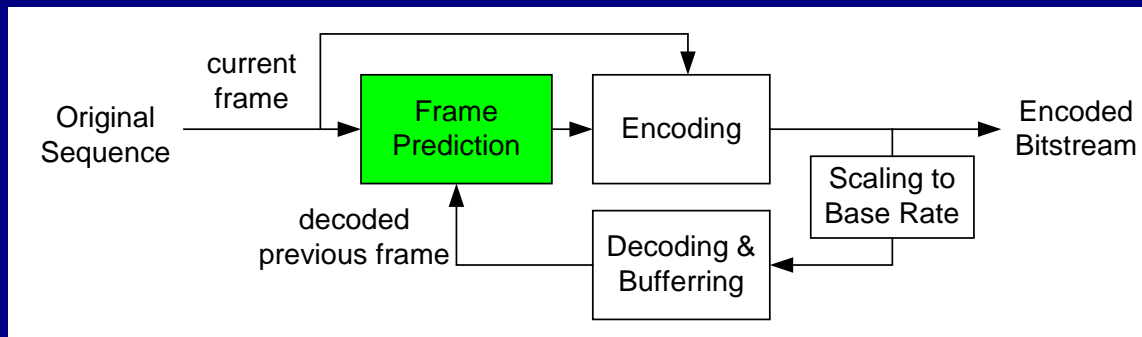 current
frame
Original
Sequence
Frame
Prediction
Encoding
Encoded
Bitstream
Scaling to
Base Rate
decoded
previous frame
Decoding &
Bufferring